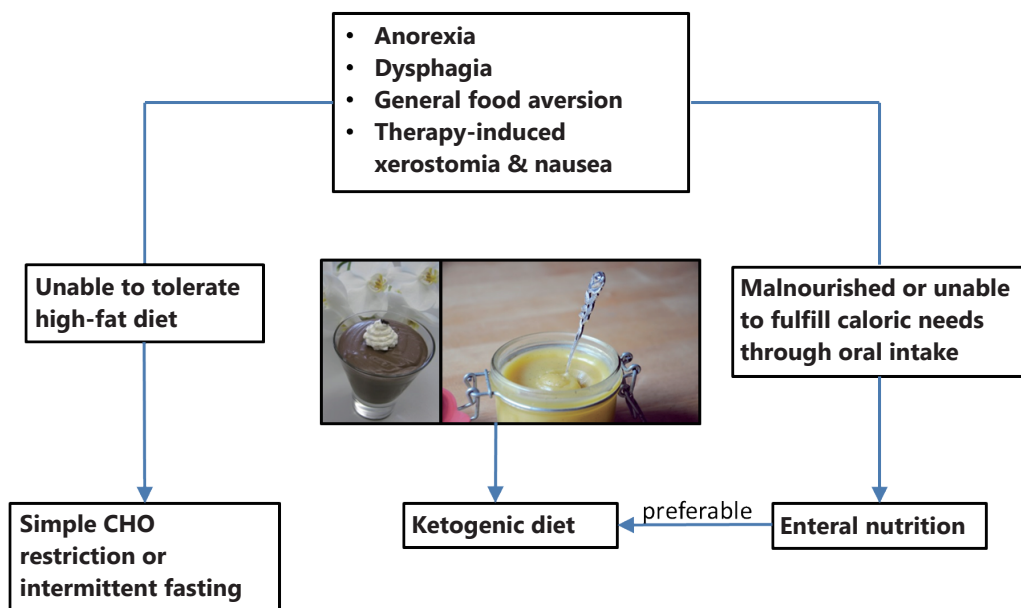 • Anorexia
• Dysphagia
• General food aversion
• Therapy-induced
xerostomia & nausea
Unable to tolerate
high-fat diet
Malnourished or unable
to fulfill caloric needs
through oral intake
Simple CHO
restriction or
intermittent fasting
Ketogenic diet
preferable
Enteral nutrition